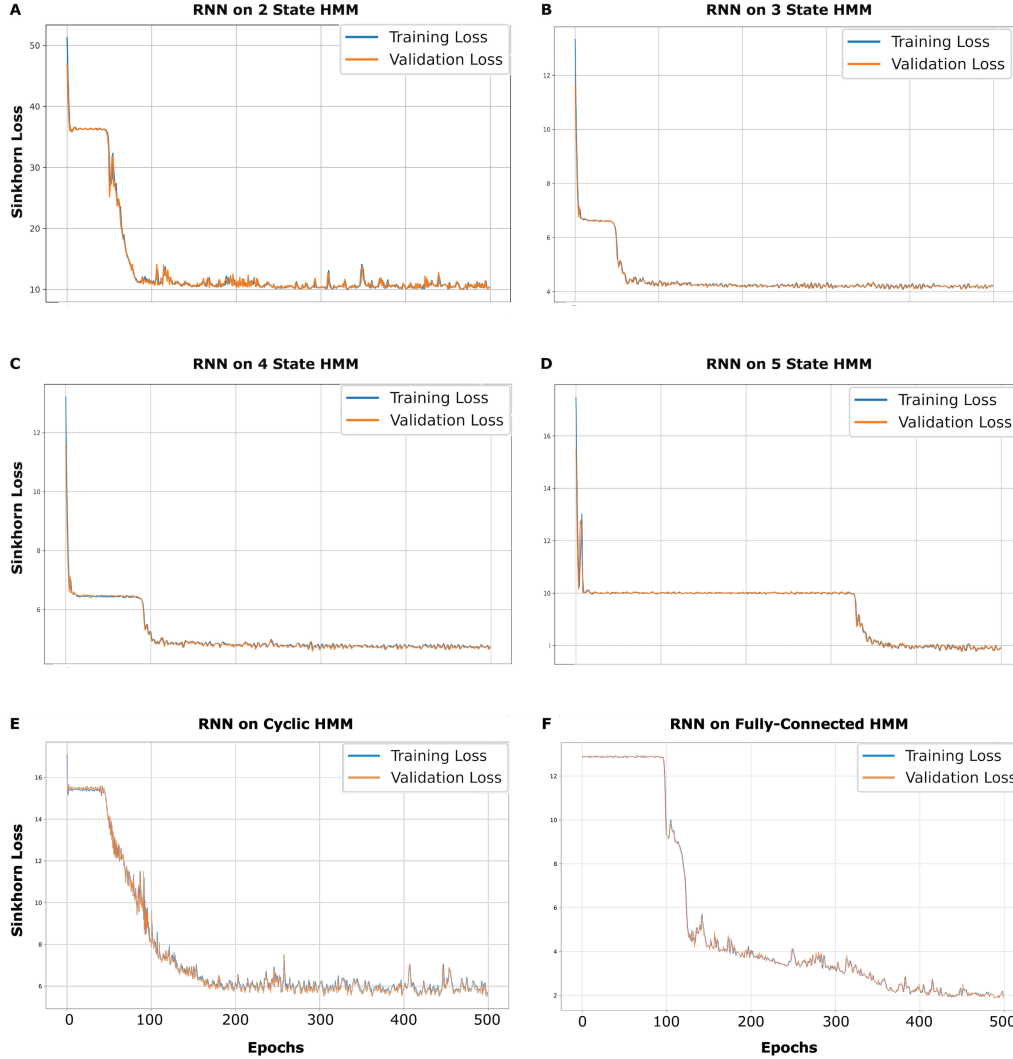 A
RNN on 2 State HMM
Sinkhorn Loss
50
40
30
20
10
Training Loss
Validation Loss
B
RNN on 3 State HMM
12
10
8
6
4
Training Loss
Validation Loss
C
RNN on 4 State HMM
Sinkhorn Loss
12
10
8
6
Training Loss
Validation Loss
D
RNN on 5 State HMM
16
14
12
10
Training Loss
Validation Loss
E
RNN on Cyclic HMM
Sinkhorn Loss
16
14
12
10
8
6
Training Loss
Validation Loss
0 100 200 300 400 500
Epochs
F
RNN on Fully-Connected HMM
12
10
8
6
4
2
Training Loss
Validation Loss
0 100 200 300 400 500
Epochs